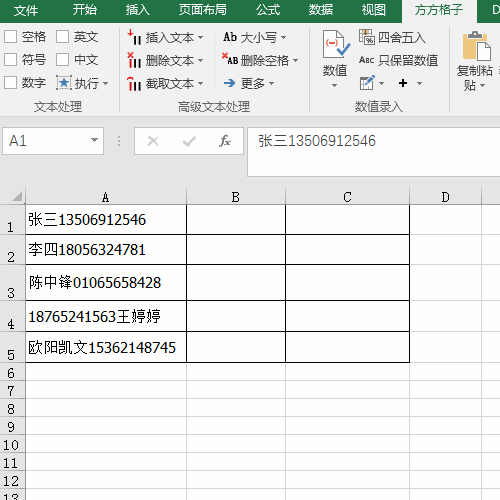 文件 开始 插入 页面布局 公式 数据 视图 方方格子 D
空格 英文 插入文本 Ab 大小写 四舍五入
符号 中文 删除文本 AB 删除空格 ABC 只保留数值
数字 执行 截取文本 更多 数值 + 复制粘贴
文本处理 高级文本处理 数值录入
A1 fx 张三13506912546
A B C D
1 张三13506912546
2 李四18056324781
3 陈中锋01065658428
4 18765241563王婷婷
5 欧阳凯文15362148745
6
7
8
9
10
11
12
13